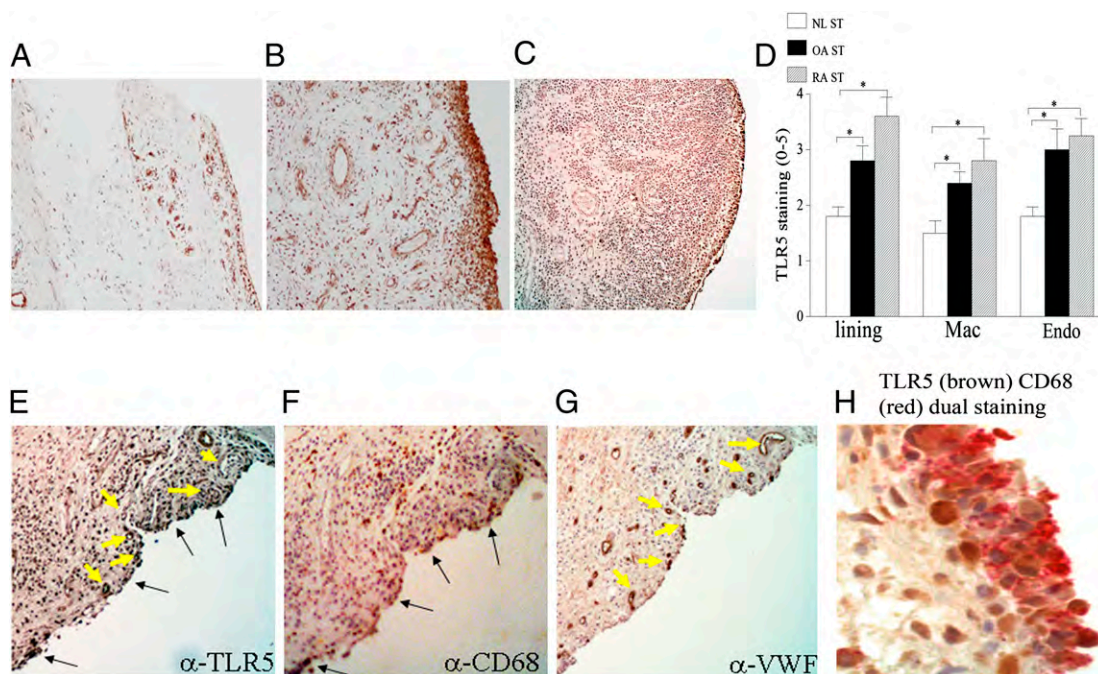 A
B
C
D
NL ST
OA ST
RA ST
TLR5 staining (0-5)
4
3
2
1
0
* * * * * *
lining Mac Endo
E
F
G
H
TLR5 (brown) CD68
(red) dual staining
α-TLR5
α-CD68
α-VWF